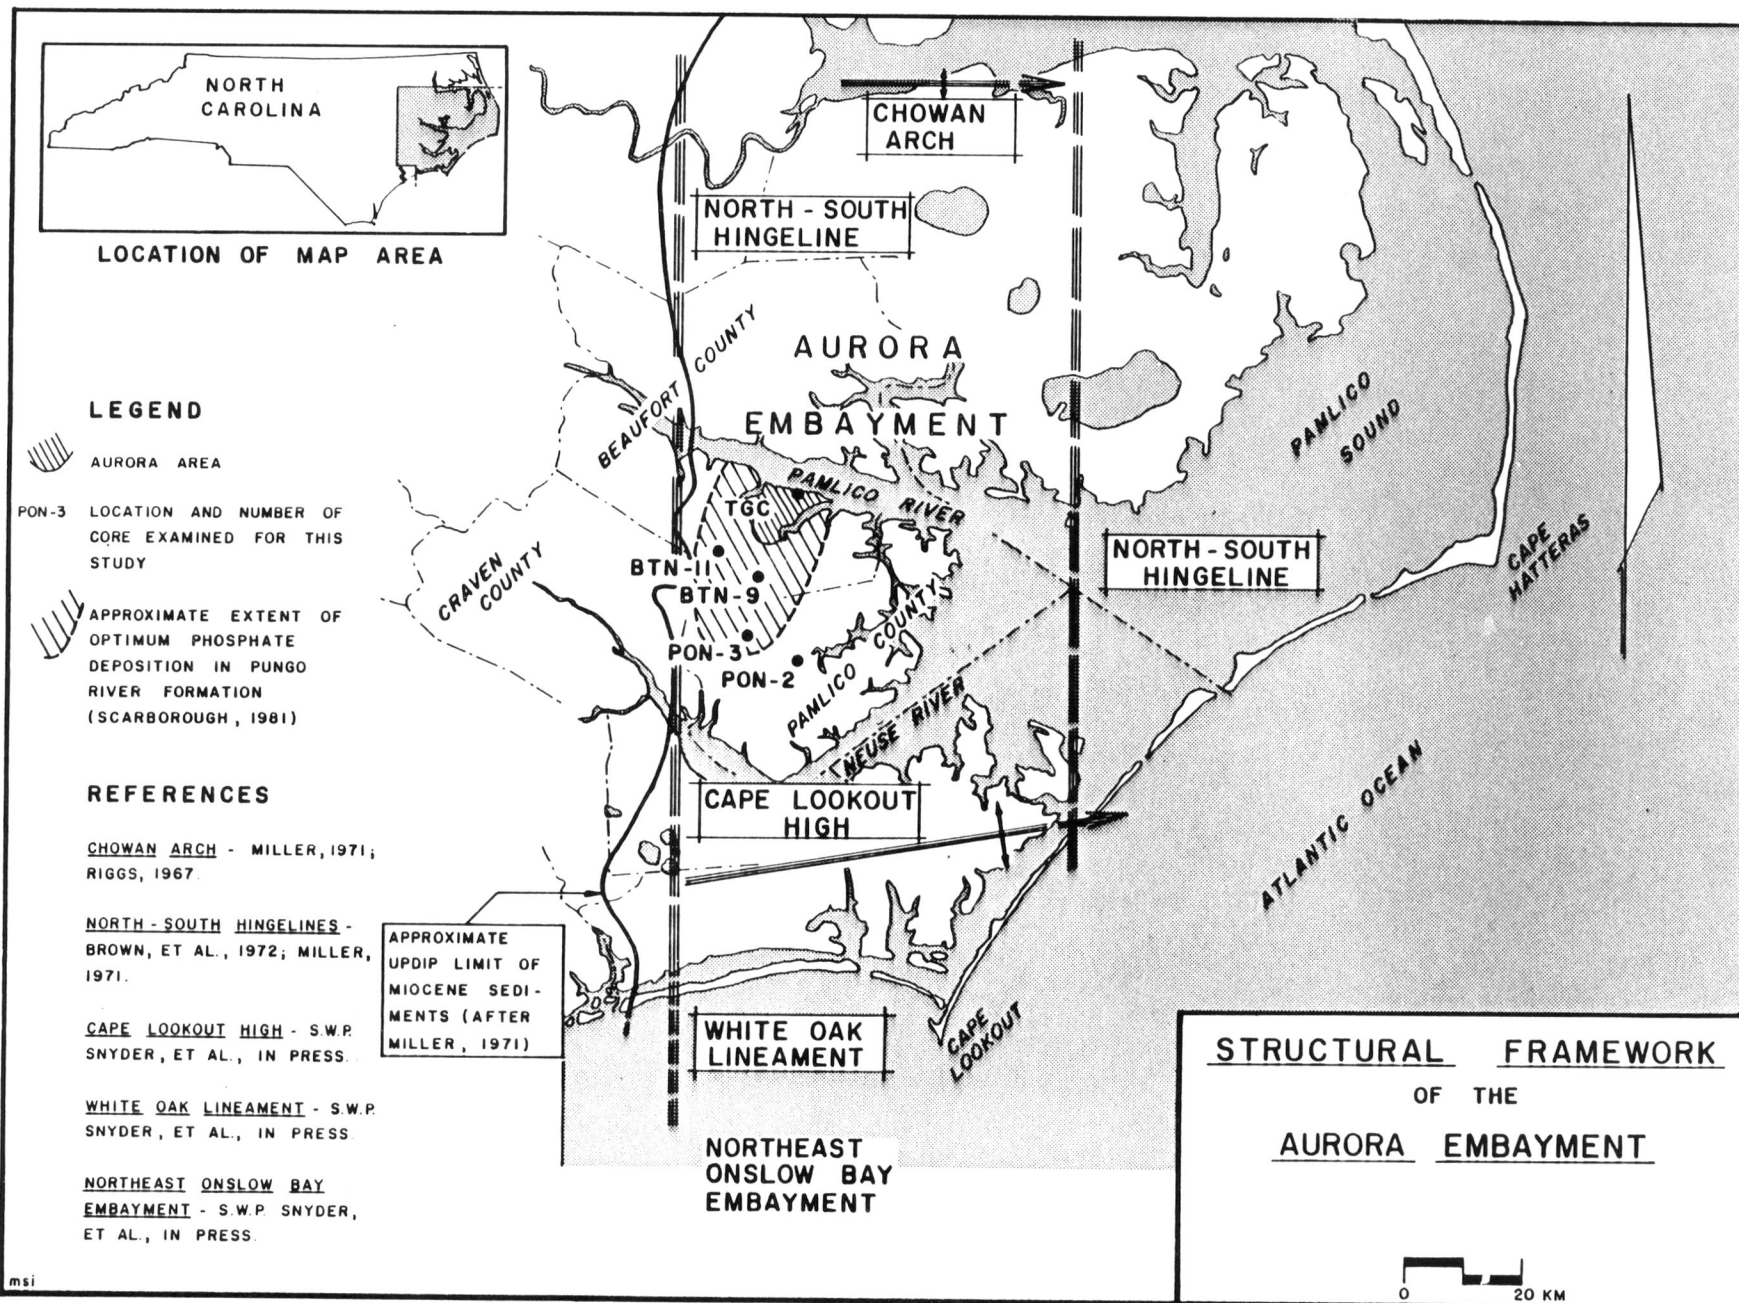 NORTH
CAROLINA
LOCATION OF MAP AREA
LEGEND
AURORA AREA
PON-3 LOCATION AND NUMBER OF
CORE EXAMINED FOR THIS
STUDY
APPROXIMATE EXTENT OF
OPTIMUM PHOSPHATE
DEPOSITION IN PUNGO
RIVER FORMATION
(SCARBOROUGH, 1981)
REFERENCES
CHOWAN ARCH - MILLER, 1971;
RIGGS, 1967.
NORTH-SOUTH HINGELINES -
BROWN, ET AL., 1972; MILLER,
1971.
CAPE LOOKOUT HIGH - S.W.P.
SNYDER, ET AL., IN PRESS.
WHITE OAK LINEAMENT - S.W.P.
SNYDER, ET AL., IN PRESS.
NORTHEAST ONSLOW BAY
EMBAYMENT - S.W.P. SNYDER,
ET AL., IN PRESS.
msi
CHOWAN
ARCH
NORTH - SOUTH
HINGELINE
BEAUFORT COUNTY
AURORA
EMBAYMENT
PAMLICO
SOUND
PAMLICO
RIVER
TGC
BTN-11
BTN-9
PON-3
PON-2
CRAVEN
COUNTY
PAMLICO COUNTY
NORTH - SOUTH
HINGELINE
CAPE
HATTERAS
NEUSE RIVER
CAPE LOOKOUT
HIGH
ATLANTIC OCEAN
APPROXIMATE
UPDIP LIMIT OF
MIOCENE SEDI-
MENTS (AFTER
MILLER, 1971)
WHITE OAK
LINEAMENT
CAPE
LOOKOUT
NORTHEAST
ONSLOW BAY
EMBAYMENT
STRUCTURAL FRAMEWORK
OF THE
AURORA EMBAYMENT
0 20 KM